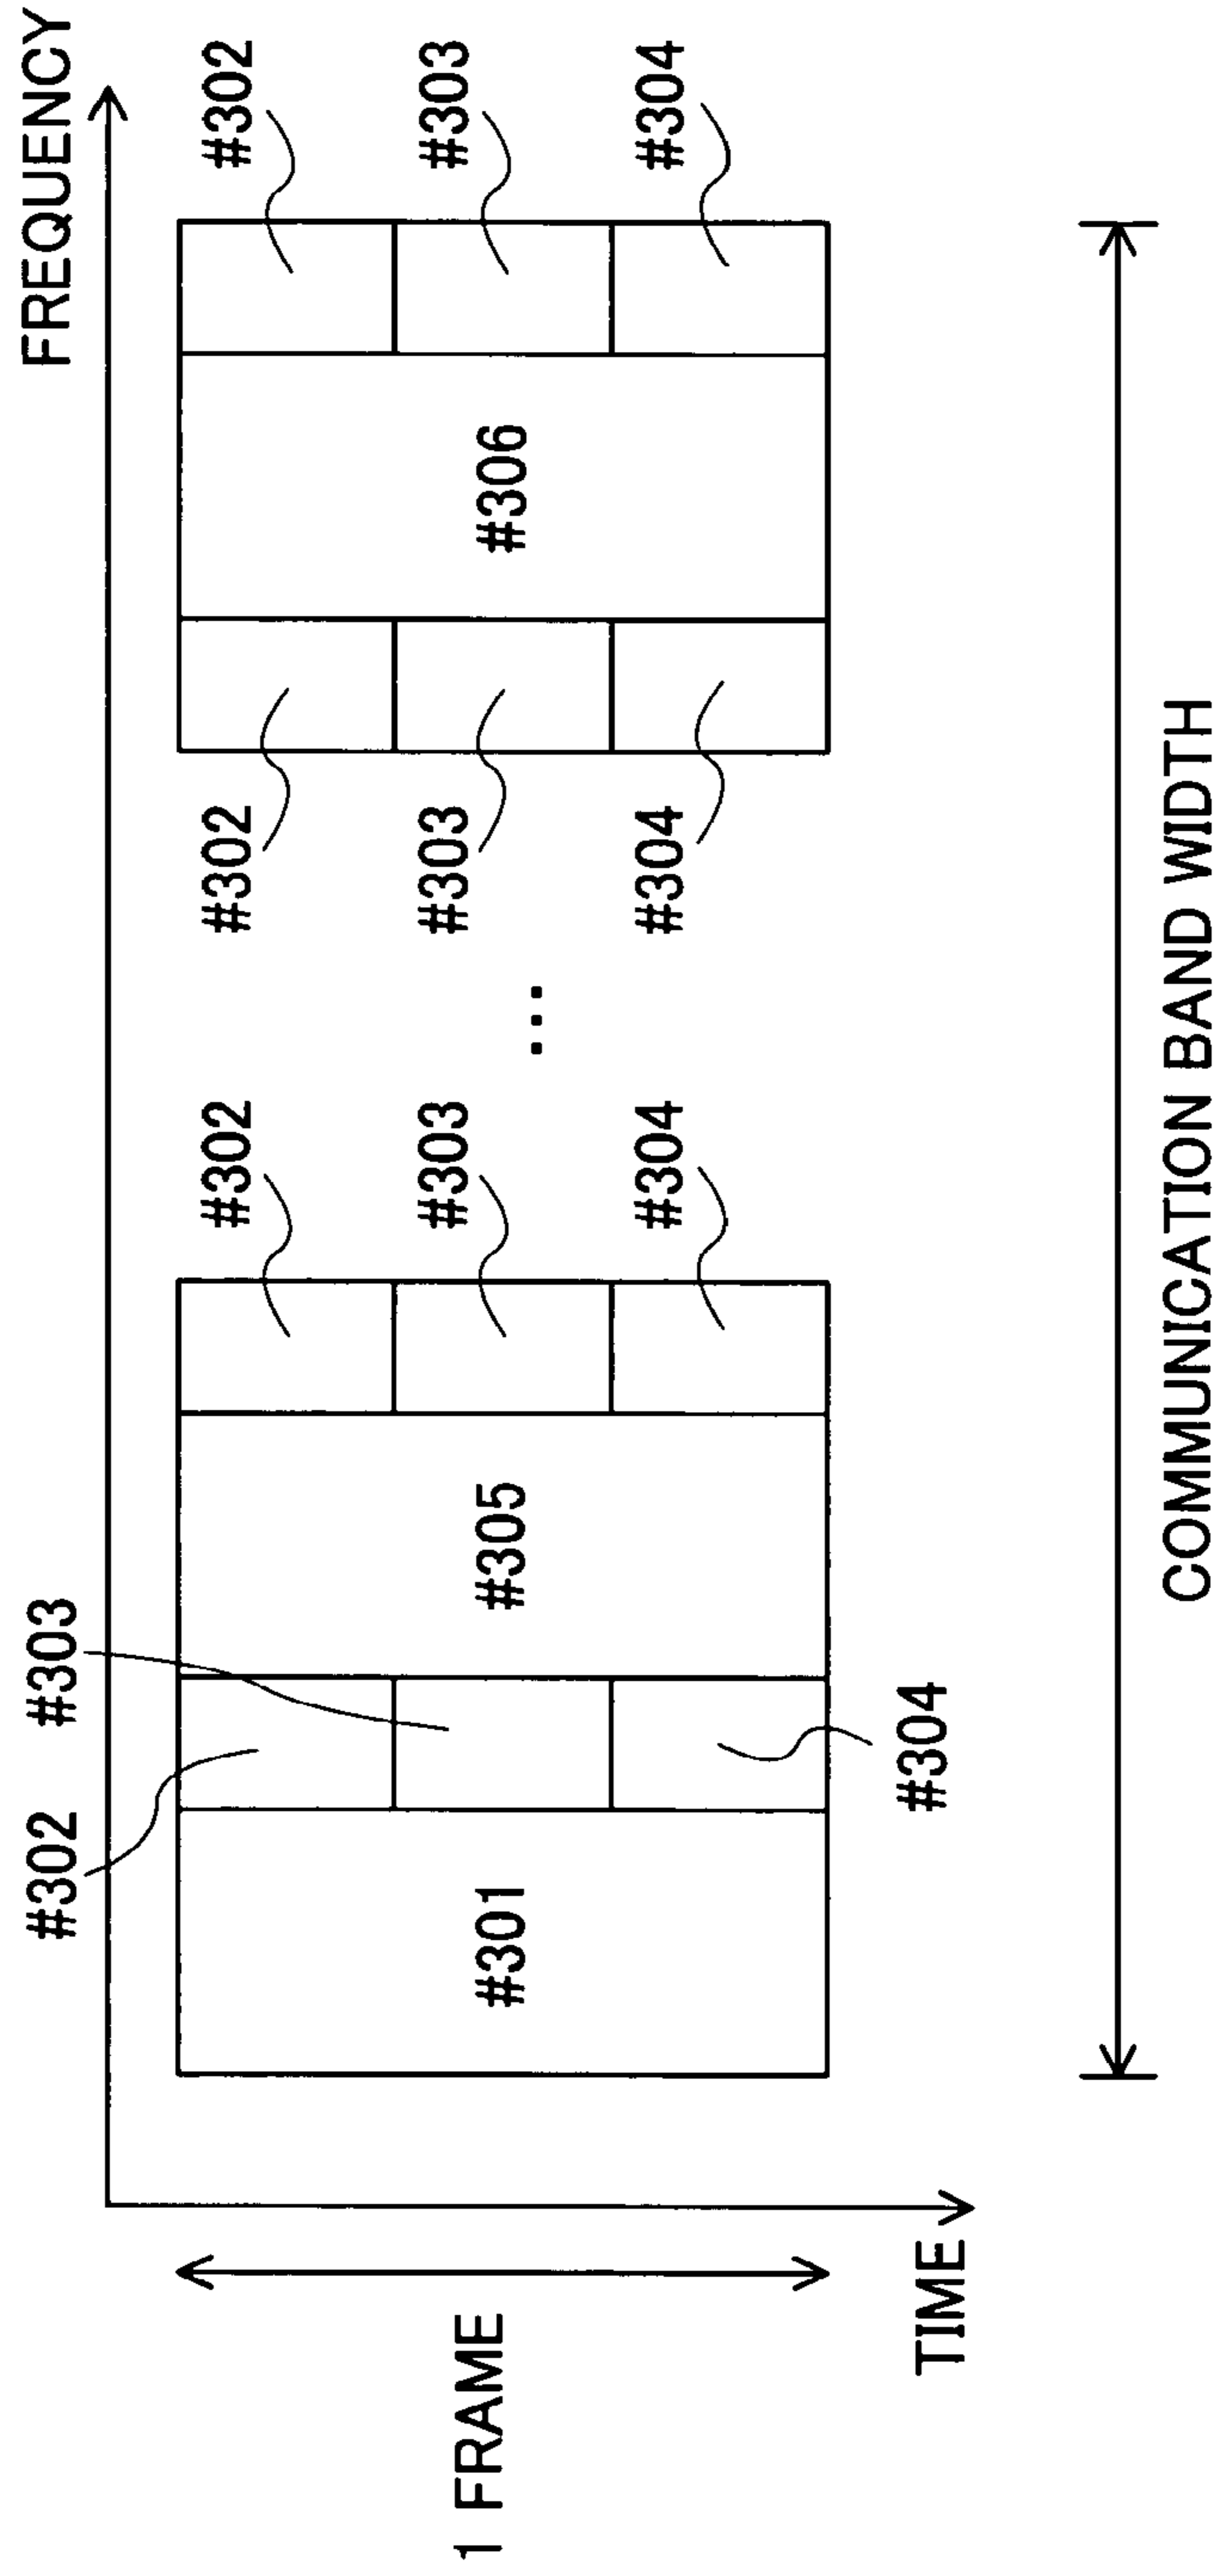 #302 #303 FREQUENCY
#302 #302 #302
#303 #303 #303
1 FRAME #301 #305 ... #306
#304 #304 #304
TIME #304
COMMUNICATION BAND WIDTH